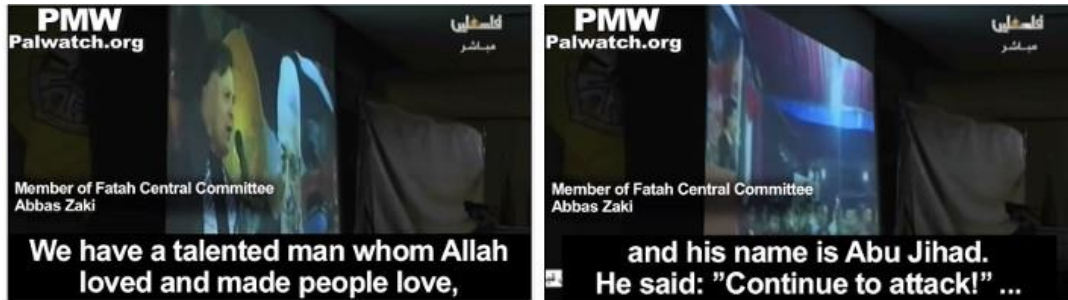 PMW
Palwatch.org
فلسطين
مباشر
Member of Fatah Central Committee
Abbas Zaki
We have a talented man whom Allah
loved and made people love,
PMW
Palwatch.org
فلسطين
مباشر
Member of Fatah Central Committee
Abbas Zaki
and his name is Abu Jihad.
He said: ”Continue to attack!” ...